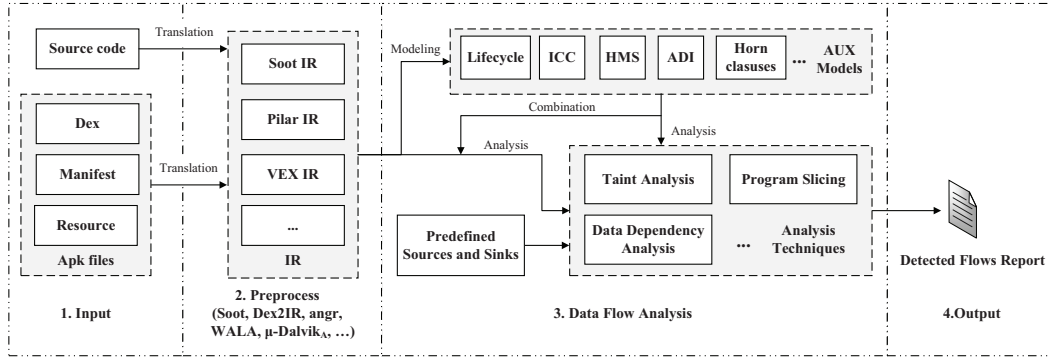 Source code
Translation
Dex
Manifest
Resource
Apk files
Translation
1. Input
Soot IR
Pilar IR
VEX IR
...
IR
2. Preprocess
(Soot, Dex2IR, angr,
WALA, μ-Dalvik_A, …)
Modeling
Lifecycle
ICC
HMS
ADI
Horn
clasuses
...
AUX
Models
Combination
Analysis
Analysis
Predefined
Sources and Sinks
Taint Analysis
Program Slicing
Data Dependency
Analysis
...
Analysis
Techniques
3. Data Flow Analysis
Detected Flows Report
4.Output